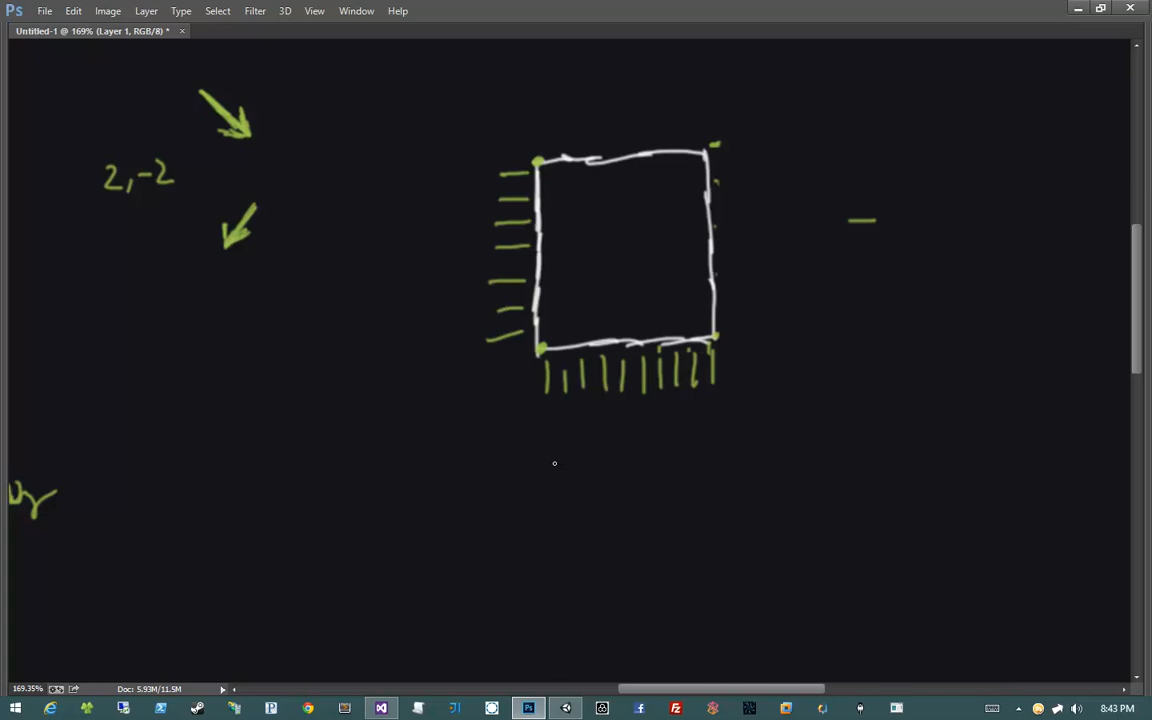 Ps File Edit Image Layer Type Select Filter 3D View Window Help
Untitled-1 @ 169% (Layer 1, RGB/8) *
2,-2
169.35% Doc: 5.93M/11.5M
8:43 PM